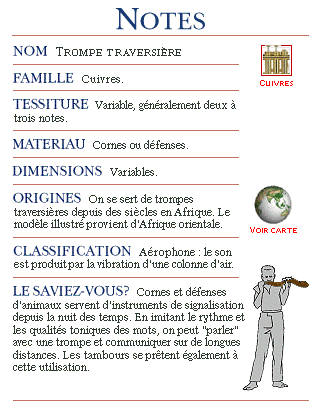 NOTES
NOM TROMPE TRAVERSIÈRE
CUIVRES
FAMILLE Cuivres.
TESSITURE Variable, généralement deux à
trois notes.
MATERIAU Cornes ou défenses.
DIMENSIONS Variables.
ORIGINES On se sert de trompes
traversières depuis des siècles en Afrique. Le
modèle illustré provient d'Afrique orientale.
VOIR CARTE
CLASSIFICATION Aérophone : le son
est produit par la vibration d'une colonne d'air.
LE SAVIEZ-VOUS? Cornes et défenses
d'animaux servent d'instruments de signalisation
depuis la nuit des temps. En imitant le rythme et
les qualités toniques des mots, on peut "parler"
avec une trompe et communiquer sur de longues
distances. Les tambours se prêtent également à
cette utilisation.